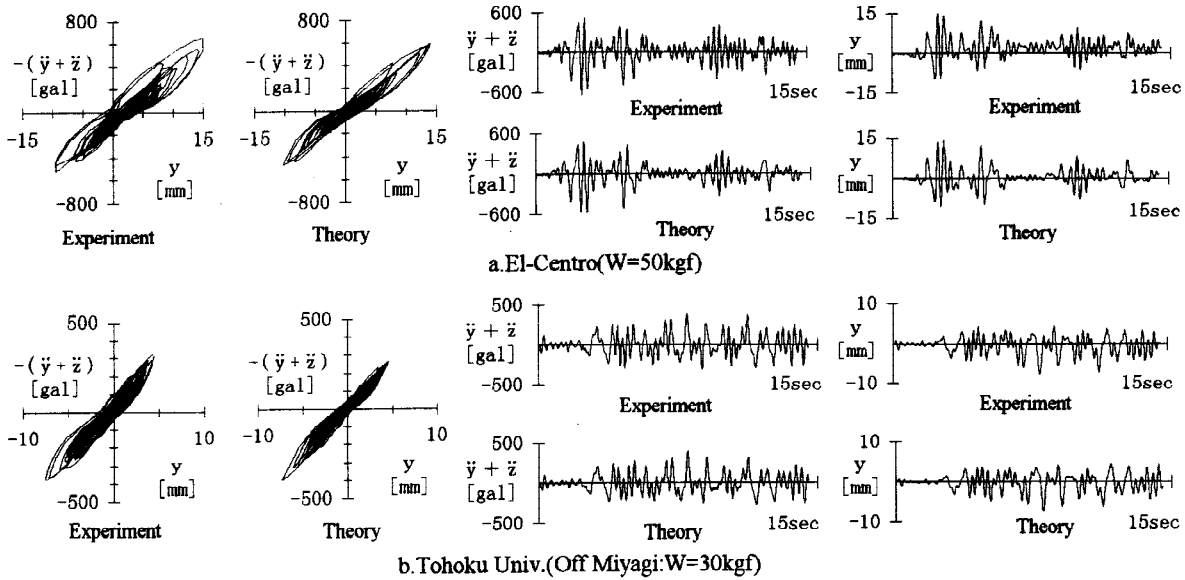 800
−(ÿ + z̈)
[gal]
−15
15
y
[mm]
−800
Experiment
800
−(ÿ + z̈)
[gal]
−15
15
y
[mm]
−800
Theory
600
ÿ + z̈
[gal]
−600
15sec
Experiment
600
ÿ + z̈
[gal]
−600
15sec
Theory
15
y
[mm]
−15
15sec
Experiment
15
y
[mm]
−15
15sec
Theory
a.El-Centro(W=50kgf)
500
−(ÿ + z̈)
[gal]
−10
10
y
[mm]
−500
Experiment
500
−(ÿ + z̈)
[gal]
−10
10
y
[mm]
−500
Theory
500
ÿ + z̈
[gal]
−500
15sec
Experiment
500
ÿ + z̈
[gal]
−500
15sec
Theory
10
y
[mm]
−10
15sec
Experiment
10
y
[mm]
−10
15sec
Theory
b.Tohoku Univ.(Off Miyagi:W=30kgf)